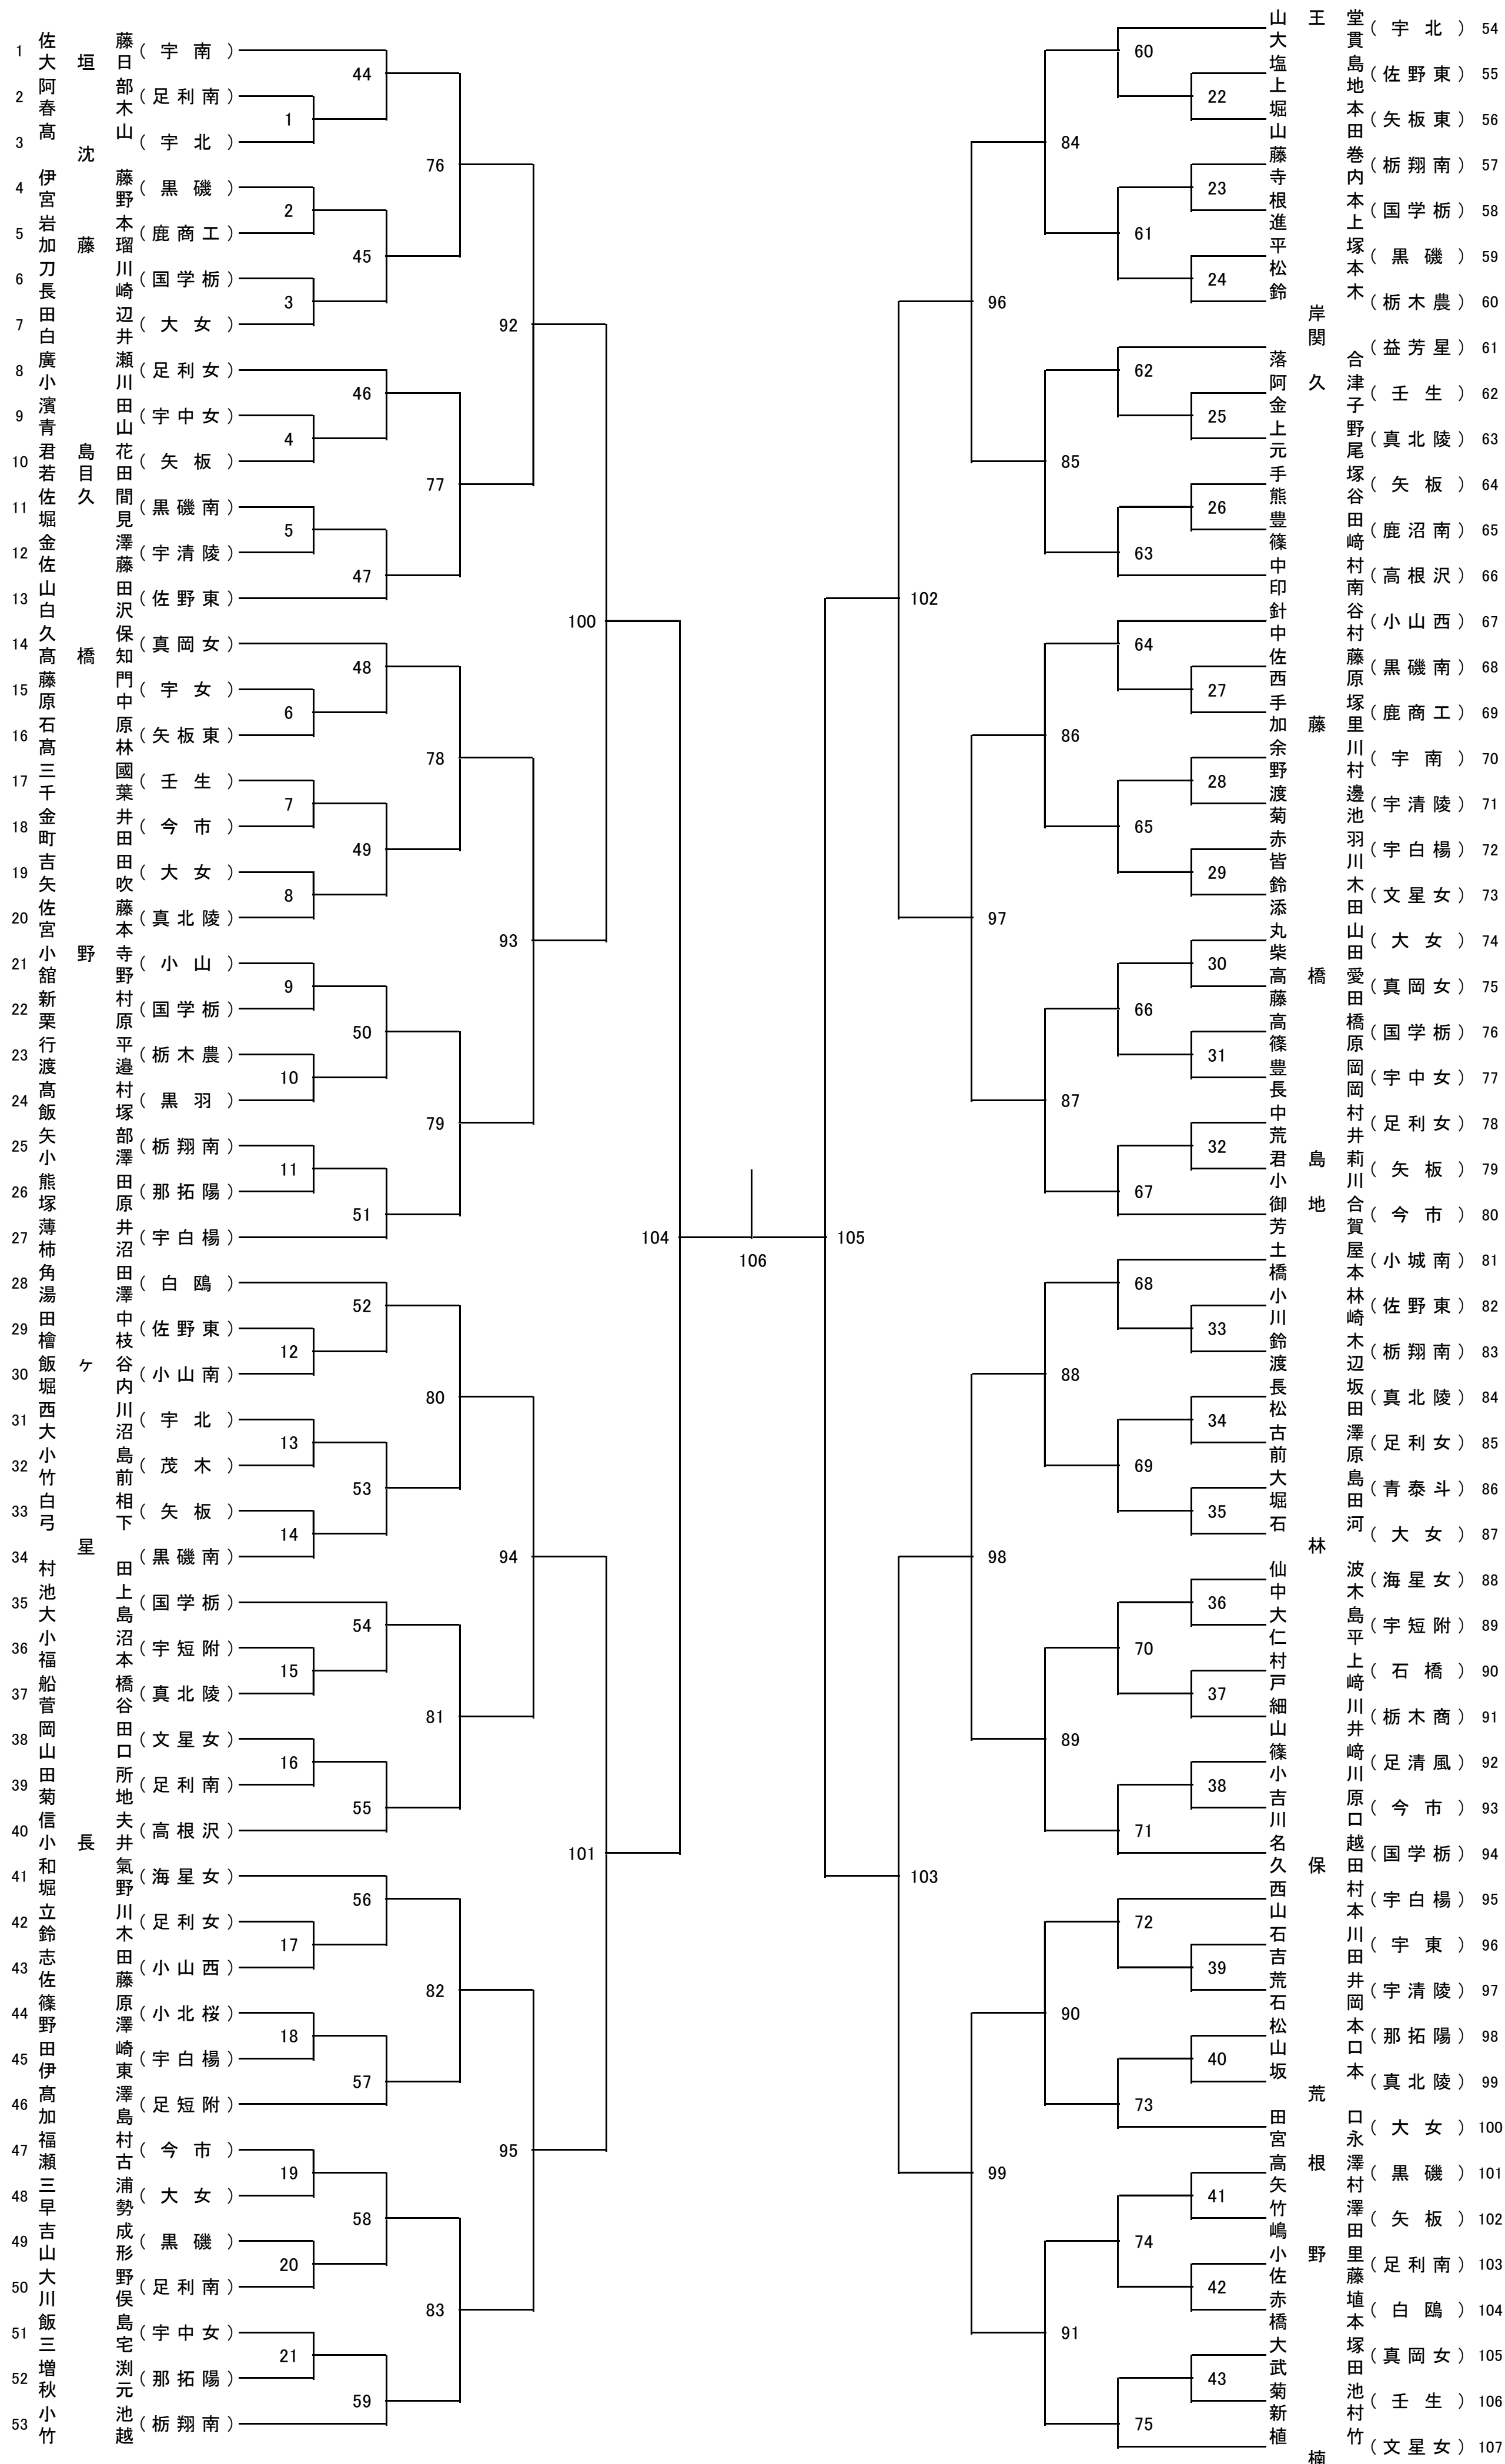 1 佐藤 大垣日 (宇南)
2 阿部 春木 (足利南)
3 髙山 沈 (宇北)
4 伊藤 宮野 (黒磯)
5 岩本 加藤瑠 (鹿商工)
6 刀川 長崎 (国学栃)
7 田辺 白井 (大女)
8 廣瀬 小川 (足利女)
9 濱田 青山 (宇中女)
10 君島花 若目田 (矢板)
11 佐久間 堀見 (黒磯南)
12 金澤 佐藤 (宇清陵)
13 山田 白沢 (佐野東)
14 久保 髙橋知 (真岡女)
15 藤門 原中 (宇女)
16 石原 髙林 (矢板東)
17 三國 千葉 (壬生)
18 金井 町田 (今市)
19 吉田 矢吹 (大女)
20 佐藤 宮本 (真北陵)
21 小野寺 舘野 (小山)
22 新村 栗原 (国学栃)
23 行平 渡邉 (栃木農)
24 髙村 飯塚 (黒羽)
25 矢部 小澤 (栃翔南)
26 熊田 塚原 (那拓陽)
27 薄井 柿沼 (宇白楊)
28 角田 湯澤 (白鴎)
29 田中 檜枝 (佐野東)
30 飯ヶ谷 堀内 (小山南)
31 西川 大沼 (宇北)
32 小島 竹前 (茂木)
33 白相 弓下 (矢板)
34 星 村田 (黒磯南)
35 池上 大島 (国学栃)
36 小沼 福本 (宇短附)
37 船橋 菅谷 (真北陵)
38 岡田 山口 (文星女)
39 田所 菊地 (足利南)
40 信夫 小長井 (高根沢)
41 和氣 堀野 (海星女)
42 立川 鈴木 (足利女)
43 志田 佐藤 (小山西)
44 篠原 野澤 (小北桜)
45 田崎 伊東 (宇白楊)
46 髙澤 加島 (足短附)
47 福村 瀬古 (今市)
48 三浦 早勢 (大女)
49 吉成 山形 (黒磯)
50 大野 川俣 (足利南)
51 飯島 三宅 (宇中女)
52 増渕 秋元 (那拓陽)
53 小池 竹越 (栃翔南)
44
1
76
2
45
3
92
46
4
77
5
47
100
48
6
78
7
49
8
93
9
50
10
79
11
51
104
52
12
80
13
53
14
94
54
15
81
16
55
101
56
17
82
18
57
95
19
58
20
83
21
59
106
105
60
22
84
23
61
24
96
62
25
85
26
63
102
64
27
86
28
65
29
97
30
66
31
87
32
67
68
33
88
34
69
35
98
36
70
37
89
38
71
103
72
39
90
40
73
99
41
74
42
91
43
75
山王堂 大貫 (宇北) 54
塩島 上地 (佐野東) 55
堀本 山田 (矢板東) 56
藤巻 寺内 (栃翔南) 57
根本 進上 (国学栃) 58
平塚 松本 (黒磯) 59
鈴木 岸 (栃木農) 60
関 落合 (益芳星) 61
阿久津 金子 (壬生) 62
上野 元尾 (真北陵) 63
手塚 熊谷 (矢板) 64
豊田 篠﨑 (鹿沼南) 65
中村 印南 (高根沢) 66
針谷 中村 (小山西) 67
佐藤 西原 (黒磯南) 68
手塚 加藤里 (鹿商工) 69
余川 野村 (宇南) 70
渡邊 菊池 (宇清陵) 71
赤羽 皆川 (宇白楊) 72
鈴木 添田 (文星女) 73
丸山 柴田 (大女) 74
高橋愛 藤田 (真岡女) 75
高橋 篠原 (国学栃) 76
豊岡 長岡 (宇中女) 77
中村 荒井 (足利女) 78
君島莉 小川 (矢板) 79
御地合 芳賀 (今市) 80
土屋 橋本 (小城南) 81
小林 川崎 (佐野東) 82
鈴木 渡辺 (栃翔南) 83
長坂 松田 (真北陵) 84
古澤 前原 (足利女) 85
大島 堀田 (青泰斗) 86
石河 林 (大女) 87
仙波 中木 (海星女) 88
大島 仁平 (宇短附) 89
村上 戸﨑 (石橋) 90
細川 山井 (栃木商) 91
篠﨑 小川 (足清風) 92
吉原 川口 (今市) 93
名越 久保田 (国学栃) 94
西村 山本 (宇白楊) 95
石川 吉田 (宇東) 96
荒井 石岡 (宇清陵) 97
松本 山口 (那拓陽) 98
坂本 荒 (真北陵) 99
田口 宮永 (大女) 100
高根澤 矢村 (黒磯) 101
竹澤 嶋田 (矢板) 102
小野里 佐藤 (足利南) 103
赤埴 橋本 (白鴎) 104
大塚 武田 (真岡女) 105
菊池 新村 (壬生) 106
植竹 楠 (文星女) 107